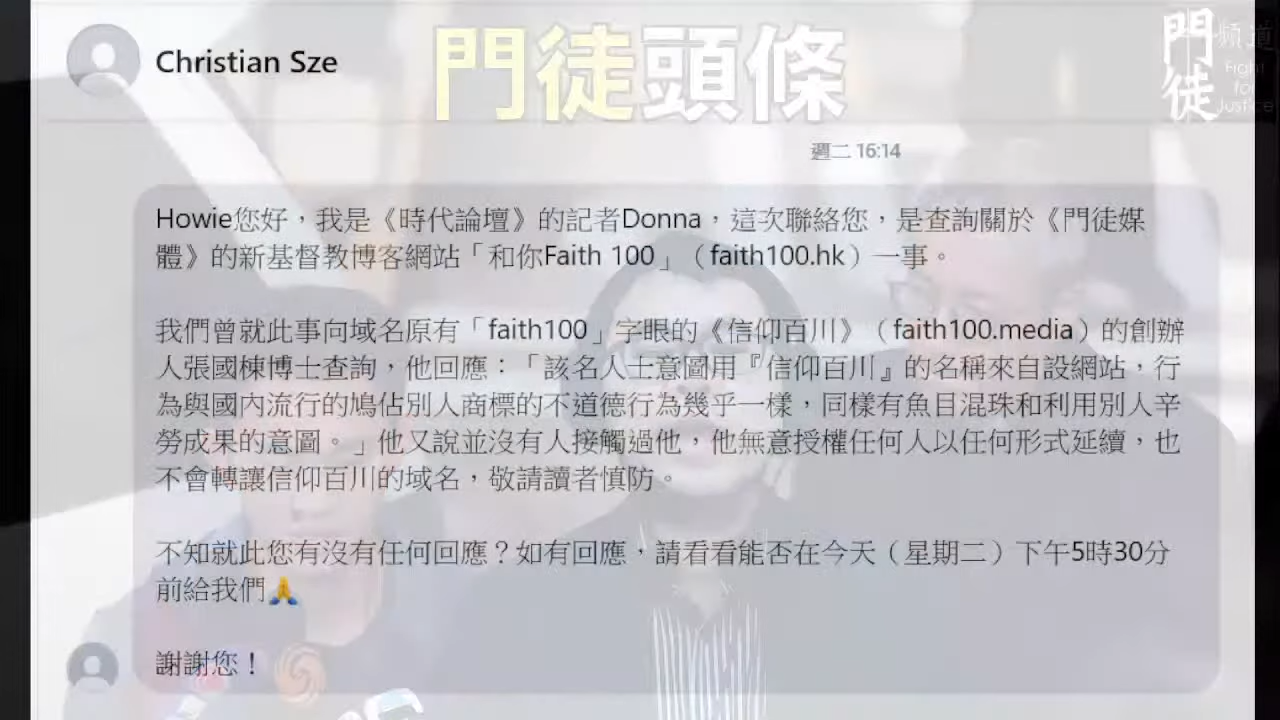 Christian Sze
門徒頭條
門徒
頻道
Fight
for
Justice
週二 16:14
Howie您好，我是《時代論壇》的記者Donna，這次聯絡您，是查詢關於《門徒媒
體》的新基督教博客網站「和你Faith 100」（faith100.hk）一事。
我們曾就此事向域名原有「faith100」字眼的《信仰百川》（faith100.media）的創辦
人張國棟博士查詢，他回應：「該名人士意圖用『信仰百川』的名稱來自設網站，行
為與國內流行的鳩佔別人商標的不道德行為幾乎一樣，同樣有魚目混珠和利用別人辛
勞成果的意圖。」他又說並沒有人接觸過他，他無意授權任何人以任何形式延續，也
不會轉讓信仰百川的域名，敬請讀者慎防。
不知就此您有沒有任何回應？如有回應，請看看能否在今天（星期二）下午5時30分
前給我們🙏
謝謝您！